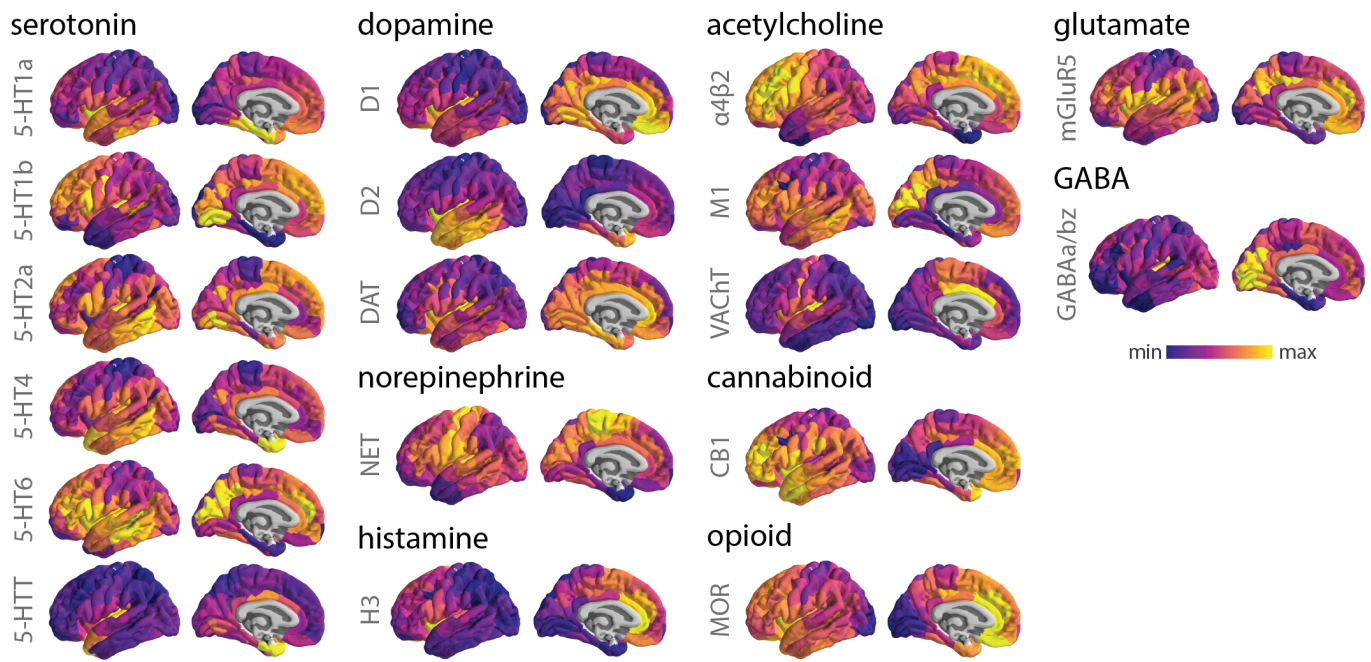 serotonin
5-HT1a
5-HT1b
5-HT2a
5-HT4
5-HT6
5-HTT
dopamine
D1
D2
DAT
norepinephrine
NET
histamine
H3
acetylcholine
α4β2
M1
VAChT
cannabinoid
CB1
opioid
MOR
glutamate
mGluR5
GABA
GABAa/bz
min max